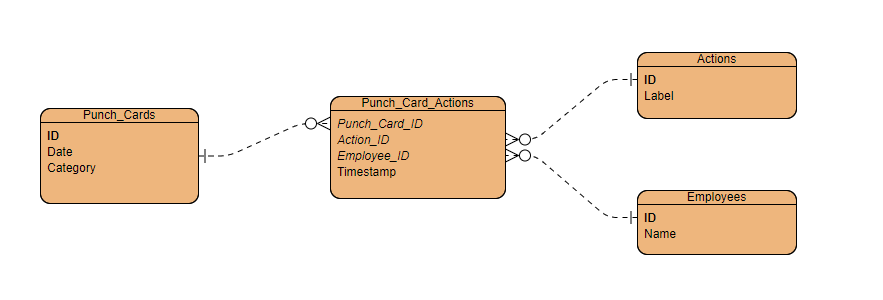 Punch_Cards
ID
Date
Category
Punch_Card_Actions
Punch_Card_ID
Action_ID
Employee_ID
Timestamp
Actions
ID
Label
Employees
ID
Name